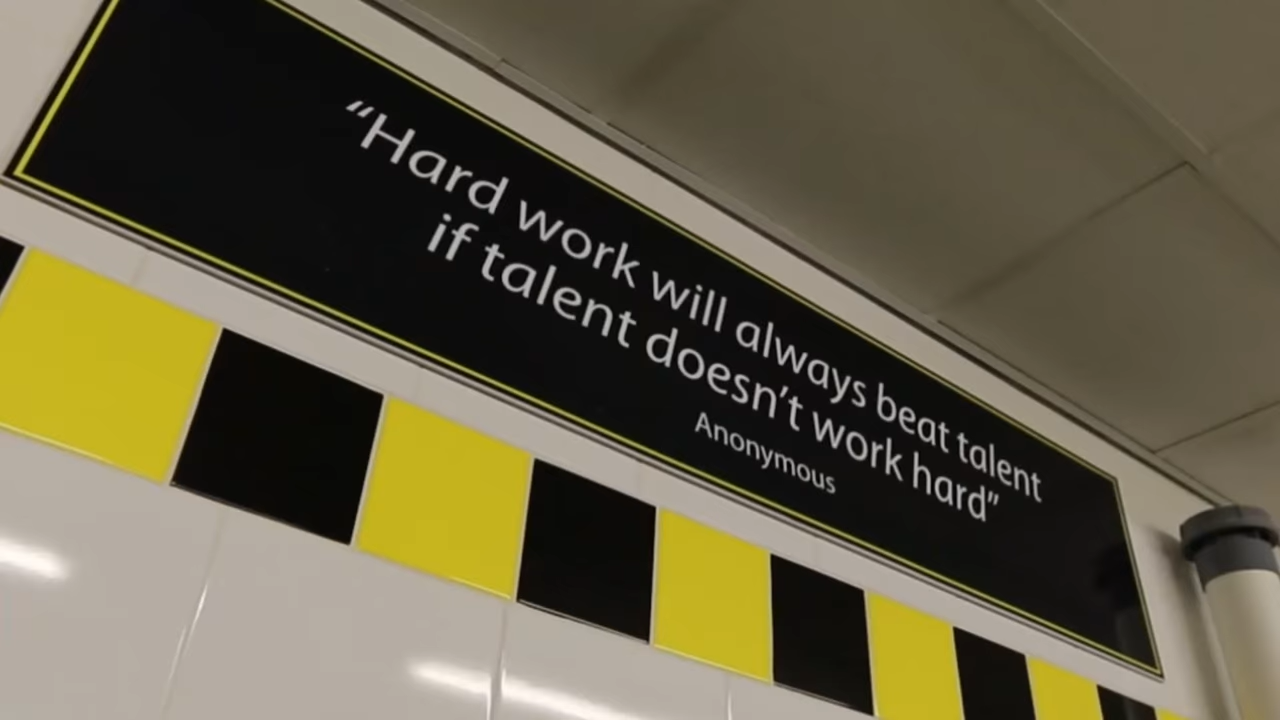 “Hard work will always beat talent
if talent doesn’t work hard”
Anonymous